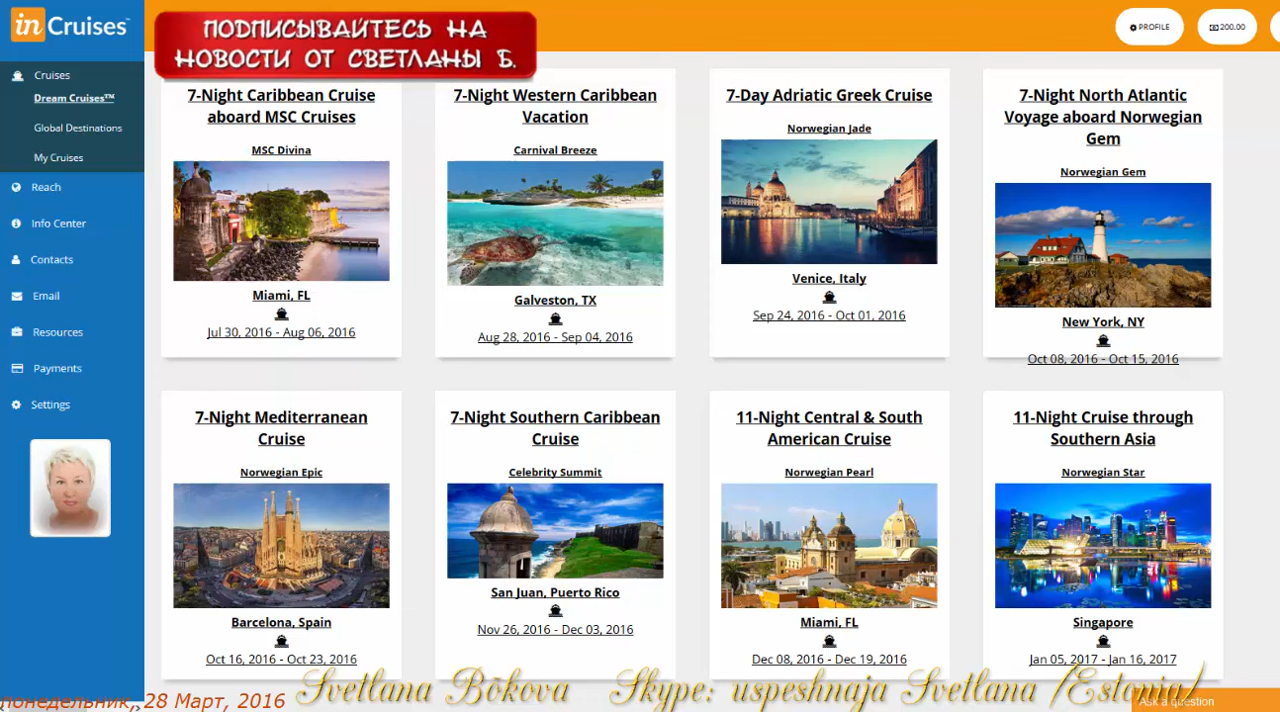 inCruises™
ПОДПИСЫВАЙТЕСЬ НА
НОВОСТИ ОТ СВЕТЛАНЫ Б.
PROFILE
200.00
Cruises
Dream Cruises™
Global Destinations
My Cruises
Reach
Info Center
Contacts
Email
Resources
Payments
Settings
7-Night Caribbean Cruise
aboard MSC Cruises
MSC Divina
Miami, FL
Jul 30, 2016 - Aug 06, 2016
7-Night Western Caribbean
Vacation
Carnival Breeze
Galveston, TX
Aug 28, 2016 - Sep 04, 2016
7-Day Adriatic Greek Cruise
Norwegian Jade
Venice, Italy
Sep 24, 2016 - Oct 01, 2016
7-Night North Atlantic
Voyage aboard Norwegian
Gem
Norwegian Gem
New York, NY
Oct 08, 2016 - Oct 15, 2016
7-Night Mediterranean
Cruise
Norwegian Epic
Barcelona, Spain
Oct 16, 2016 - Oct 23, 2016
7-Night Southern Caribbean
Cruise
Celebrity Summit
San Juan, Puerto Rico
Nov 26, 2016 - Dec 03, 2016
11-Night Central & South
American Cruise
Norwegian Pearl
Miami, FL
Dec 08, 2016 - Dec 19, 2016
11-Night Cruise through
Southern Asia
Norwegian Star
Singapore
Jan 05, 2017 - Jan 16, 2017
понедельник, 28 Март, 2016
Svetlana Bõkova Skype: uspeshnaja Svetlana /Estonia/
Ask a question